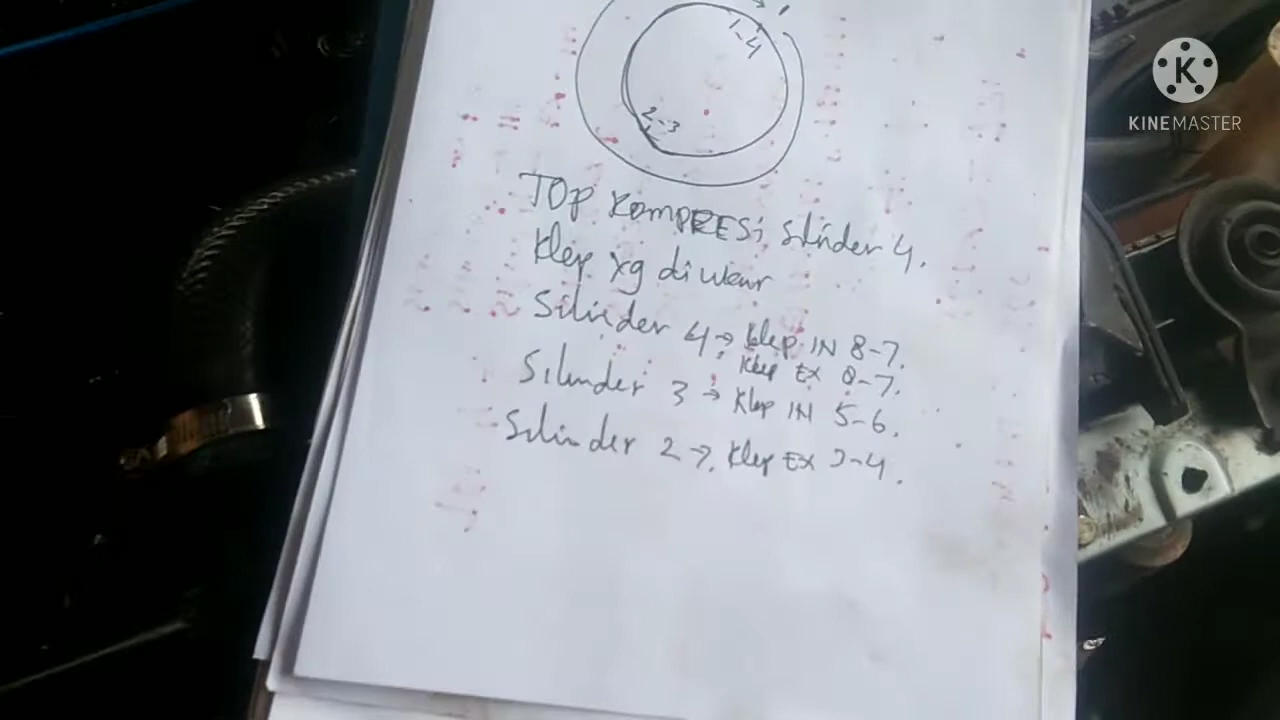 1-4
2-3
TOP KOMPRESi Silinder 4.
Klep yg di
Silinder 4 → Klep IN 8-7.
Klep EX 8-7.
Silinder 3 → Klep IN 5-6.
Silinder 2 →. Klep EX 3-4.
K
KINEMASTER